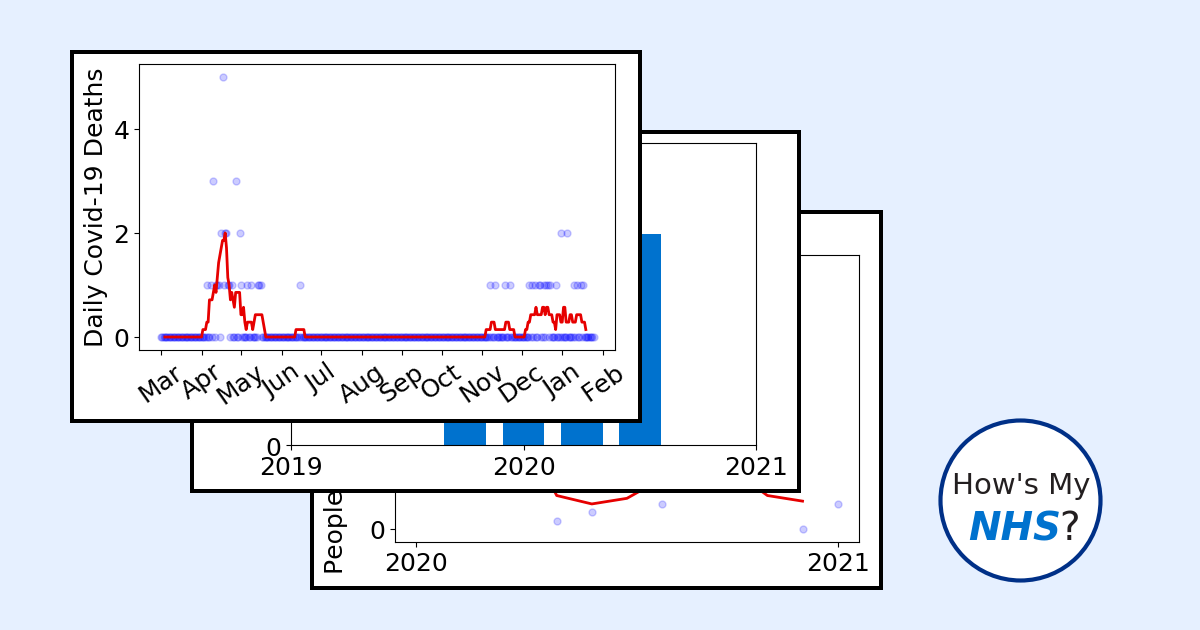 Daily Covid-19 Deaths
4
2
0
Mar Apr May Jun Jul Aug Sep Oct Nov Dec Jan Feb
0
2019 2020 2021
People
0
2020 2021
How's My
NHS?